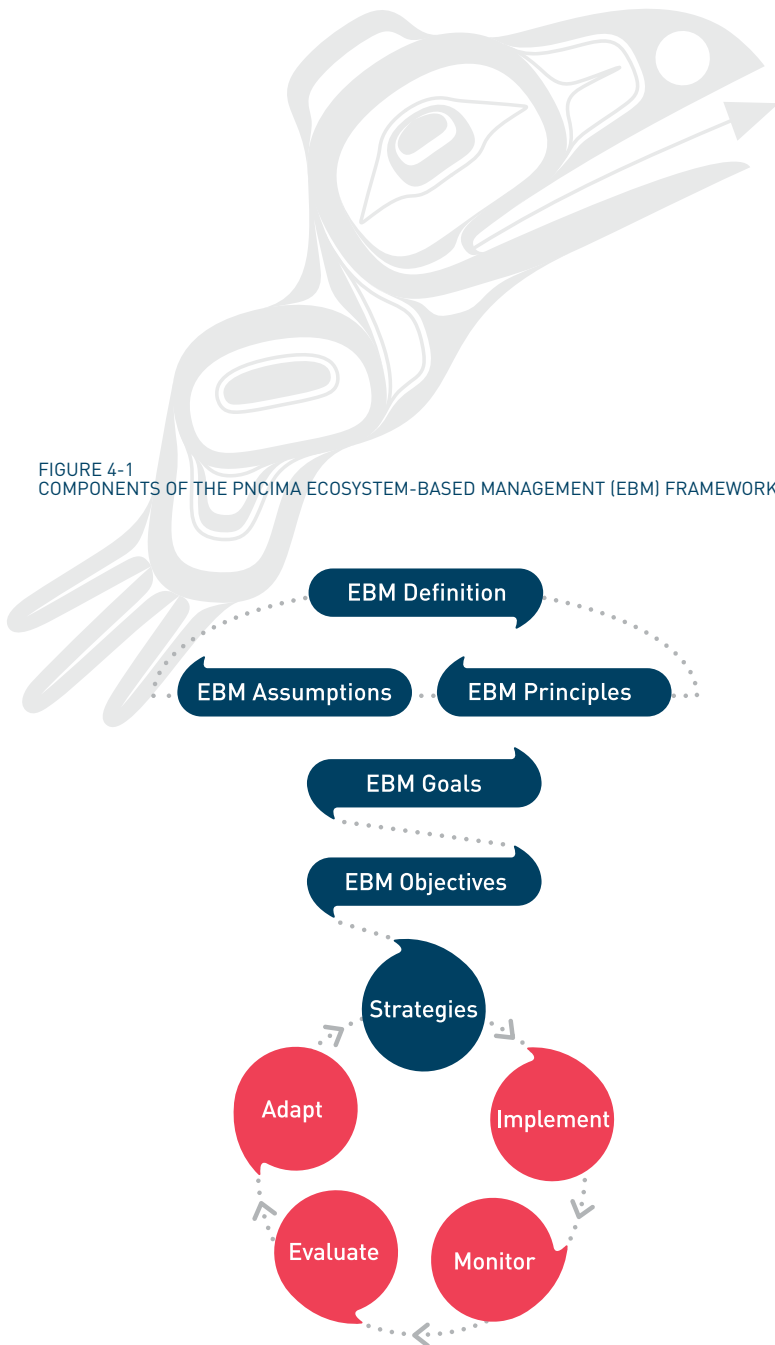 FIGURE 4-1
COMPONENTS OF THE PNCIMA ECOSYSTEM-BASED MANAGEMENT (EBM) FRAMEWORK
EBM Definition
EBM Assumptions
EBM Principles
EBM Goals
EBM Objectives
Strategies
Adapt
Implement
Evaluate
Monitor